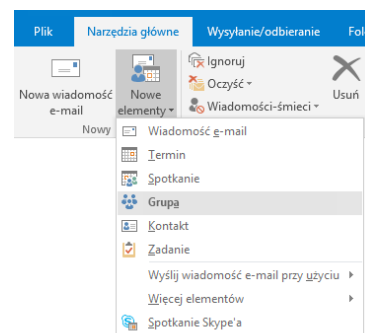 Plik Narzędzia główne Wysyłanie/odbieranie Fol
Nowa wiadomość e-mail
Nowe elementy
Ignoruj
Oczyść
Wiadomości-śmieci
Usuń
Nowy
Wiadomość e-mail
Termin
Spotkanie
Grupa
Kontakt
Zadanie
Wyślij wiadomość e-mail przy użyciu
Więcej elementów
Spotkanie Skype'a